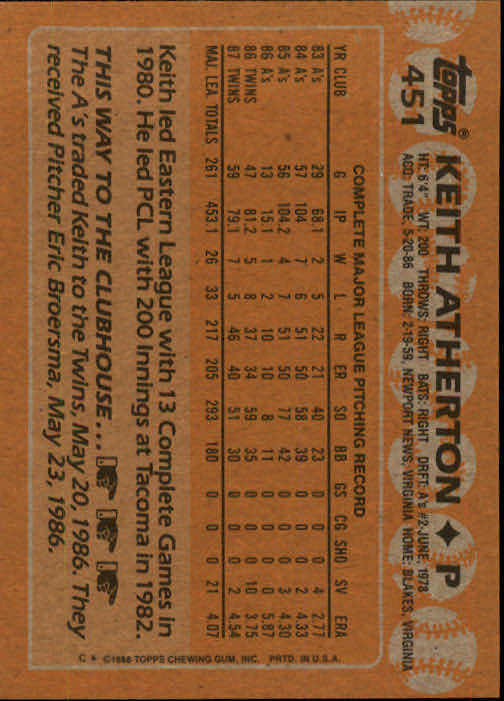 Topps®
451
KEITH ATHERTON ✦ P
HT: 6'4" WT: 200 THROWS: RIGHT BATS: RIGHT DRFT: A's #2-JUNE, 1978
ACQ: TRADE, 5-20-86 BORN: 2-19-59, NEWPORT NEWS, VIRGINIA HOME: BLAKES, VIRGINIA
COMPLETE MAJOR LEAGUE PITCHING RECORD
YR CLUB G IP W L R ER SO BB GS CG SHO SV ERA
83 A's 29 68.1 2 5 22 21 40 23 0 0 0 4 2.77
84 A's 57 104 7 6 51 50 58 39 0 0 0 2 4.33
85 A's 56 104.2 4 7 51 50 77 42 0 0 0 3 4.30
86 A's 13 15.1 1 2 10 10 8 11 0 0 0 0 5.87
86 TWINS 47 81.2 5 8 37 34 59 35 0 0 0 10 3.75
87 TWINS 59 79.1 7 5 46 40 51 30 0 0 0 2 4.54
MAJ. LEA. TOTALS 261 453.1 26 33 217 205 293 180 0 0 0 21 4.07
Keith led Eastern League with 13 Complete Games in
1980. He led PCL with 200 Innings at Tacoma in 1982.
THIS WAY TO THE CLUBHOUSE...
The A's traded Keith to the Twins, May 20, 1986. They
received Pitcher Eric Broersma, May 23, 1986.
C * ©1988 TOPPS CHEWING GUM, INC. PRTD. IN U.S.A.